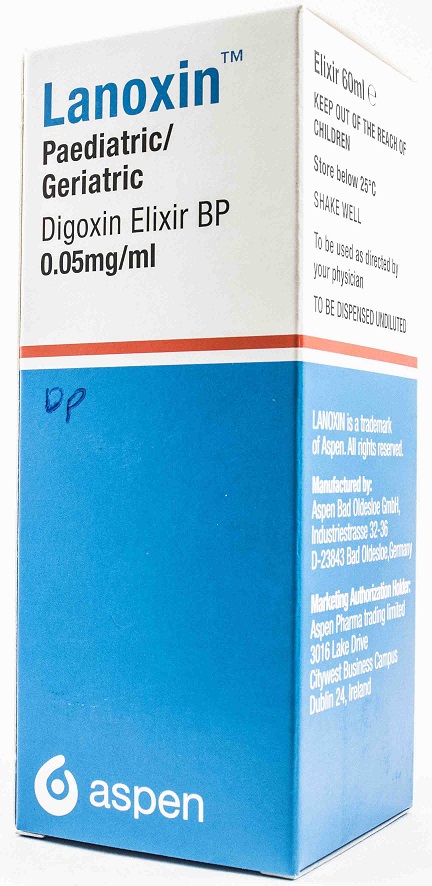 Lanoxin™
Paediatric/
Geriatric
Digoxin Elixir BP
0.05mg/ml
DP
aspen
Elixir 60ml ℮
KEEP OUT OF THE REACH OF
CHILDREN
Store below 25°C
SHAKE WELL
To be used as directed by
your physician
TO BE DISPENSED UNDILUTED
LANOXIN is a trademark
of Aspen. All rights reserved.
Manufactured by:
Aspen Bad Oldesloe GmbH,
Industriestrasse 32-36
D-23843 Bad Oldesloe,Germany
Marketing Authorization Holder:
Aspen Pharma trading limited
3016 Lake Drive
Citywest Business Campus
Dublin 24, Ireland